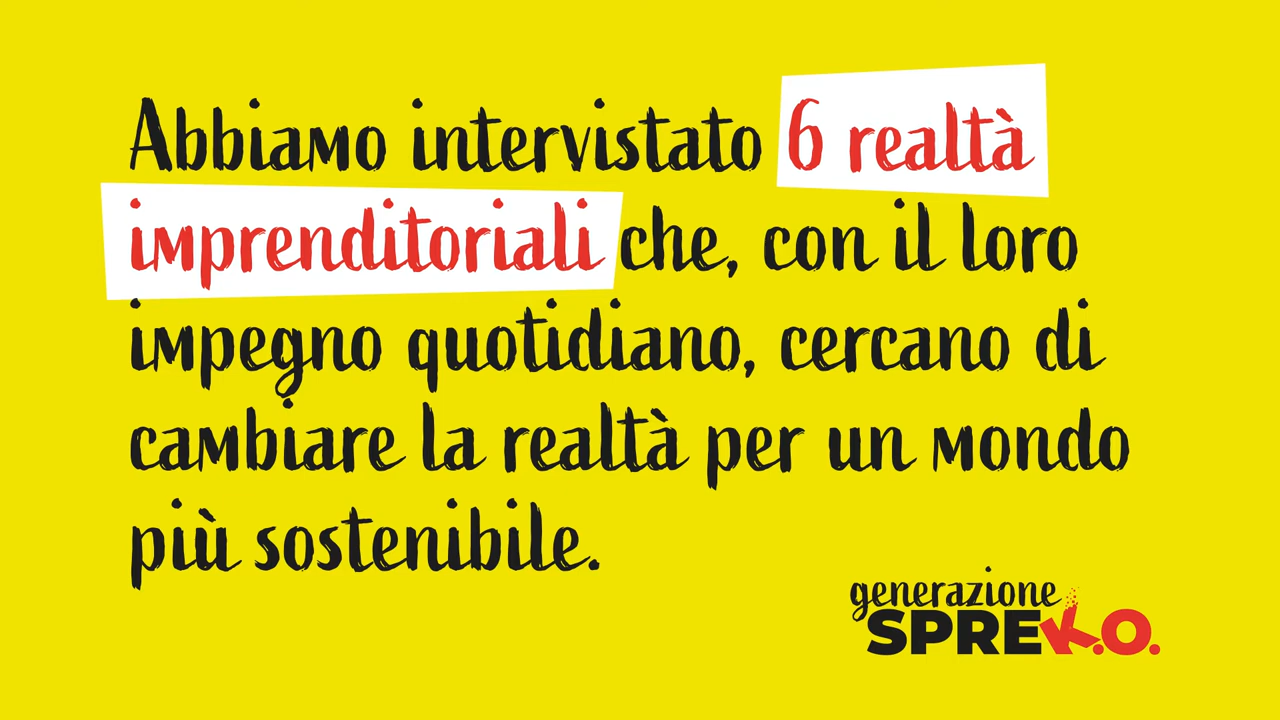 Abbiamo intervistato 6 realtà
imprenditoriali che, con il loro
impegno quotidiano, cercano di
cambiare la realtà per un mondo
più sostenibile.
generazione
SPREK.O.